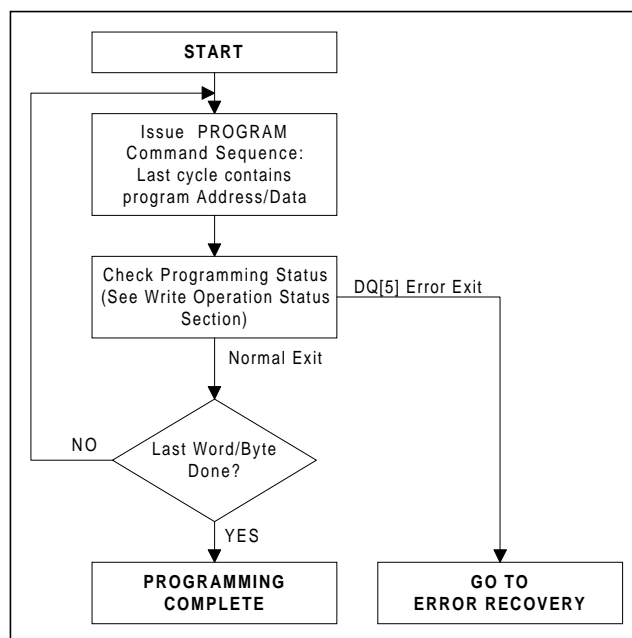 START
Issue PROGRAM
Command Sequence:
Last cycle contains
program Address/Data
Check Programming Status
(See Write Operation Status
Section)
DQ[5] Error Exit
Normal Exit
NO
Last Word/Byte
Done?
YES
PROGRAMMING
COMPLETE
GO TO
ERROR RECOVERY